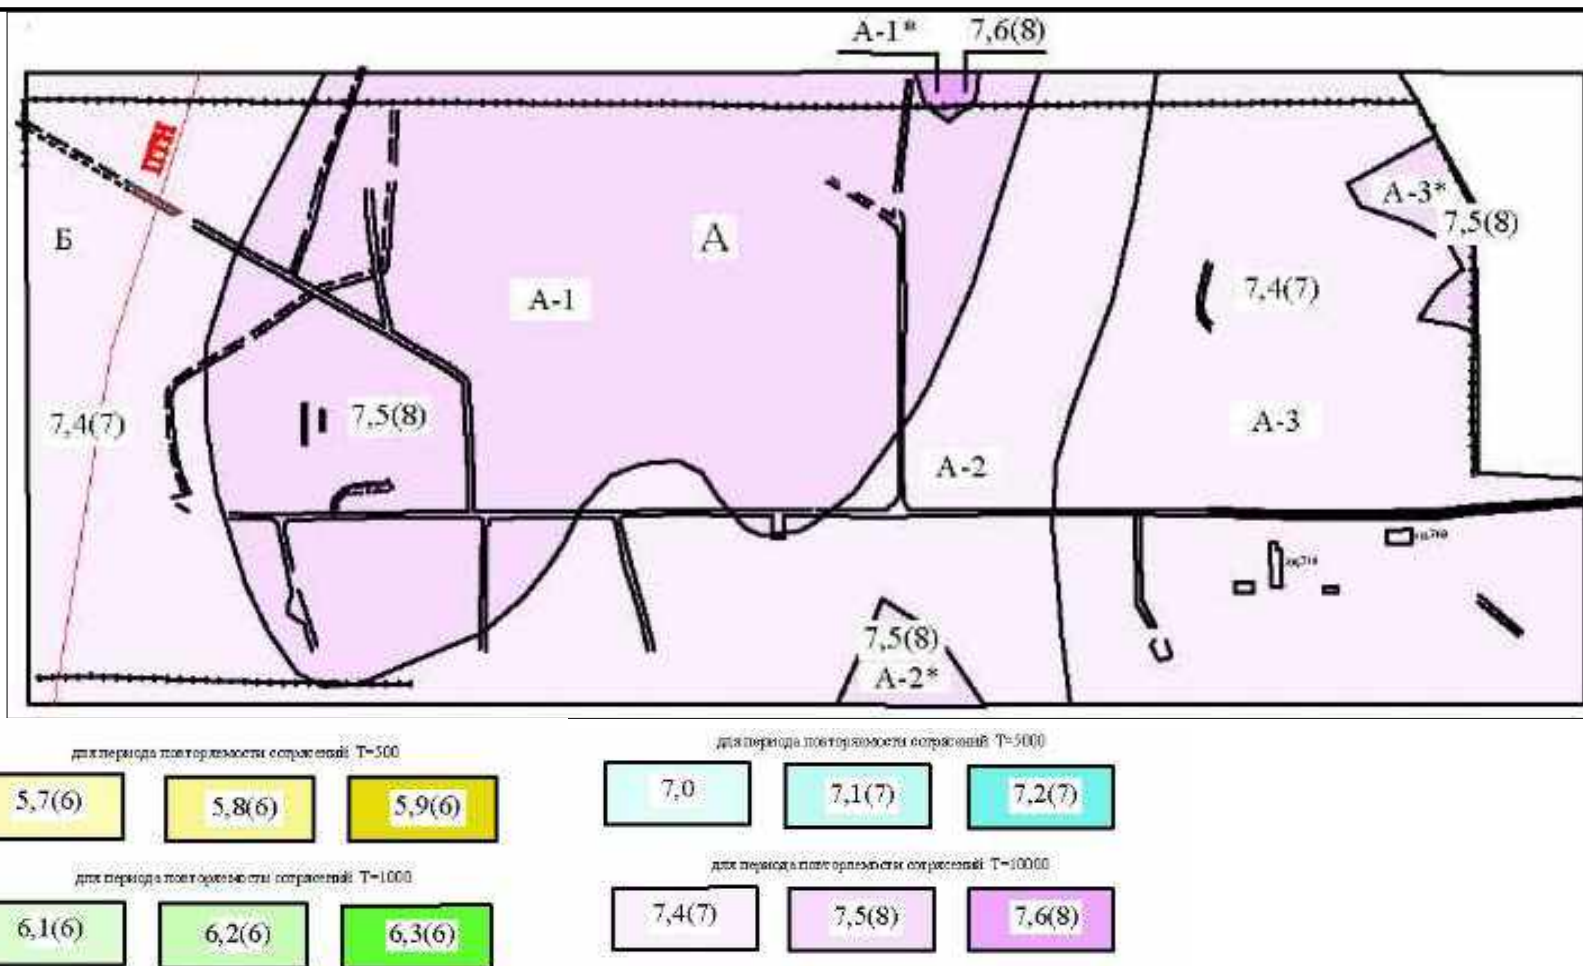 А-1* 7,6(8)
Б
А
А-3*
7,5(8)
А-1
7,4(7)
7,4(7)
7,5(8)
А-3
А-2
7,5(8)
А-2*
для периода повторяемости сотрясений T=500
5,7(6) 5,8(6) 5,9(6)
для периода повторяемости сотрясений T=1000
6,1(6) 6,2(6) 6,3(6)
для периода повторяемости сотрясений T=5000
7,0 7,1(7) 7,2(7)
для периода повторяемости сотрясений T=10000
7,4(7) 7,5(8) 7,6(8)